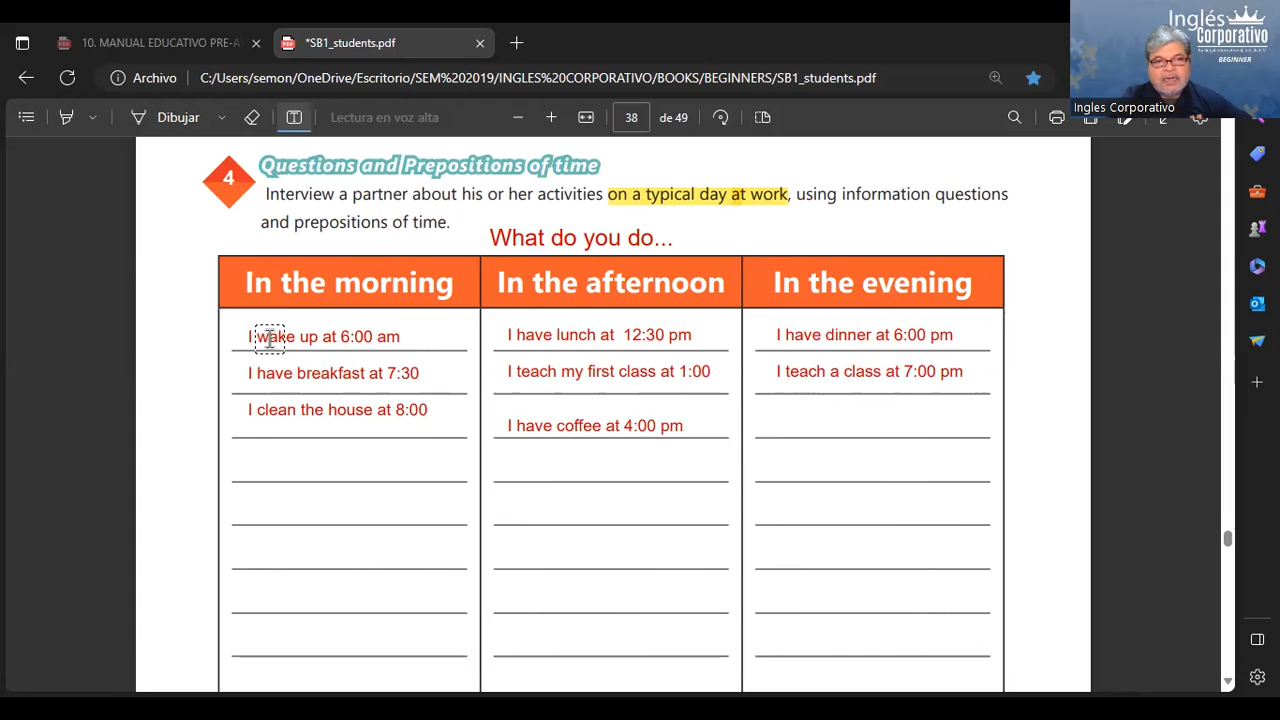 10. MANUAL EDUCATIVO PRE-A
*SB1_students.pdf
Archivo
C:/Users/semon/OneDrive/Escritorio/SEM%202019/INGLES%20CORPORATIVO/BOOKS/BEGINNERS/SB1_students.pdf
Inglés
Corporativo
BEGINNER
Ingles Corporativo
Dibujar
Lectura en voz alta
38
de 49
4
Questions and Prepositions of time
Interview a partner about his or her activities on a typical day at work, using information questions
and prepositions of time.
What do you do...
In the morning
In the afternoon
In the evening
I wake up at 6:00 am
I have lunch at 12:30 pm
I have dinner at 6:00 pm
I have breakfast at 7:30
I teach my first class at 1:00
I teach a class at 7:00 pm
I clean the house at 8:00
I have coffee at 4:00 pm